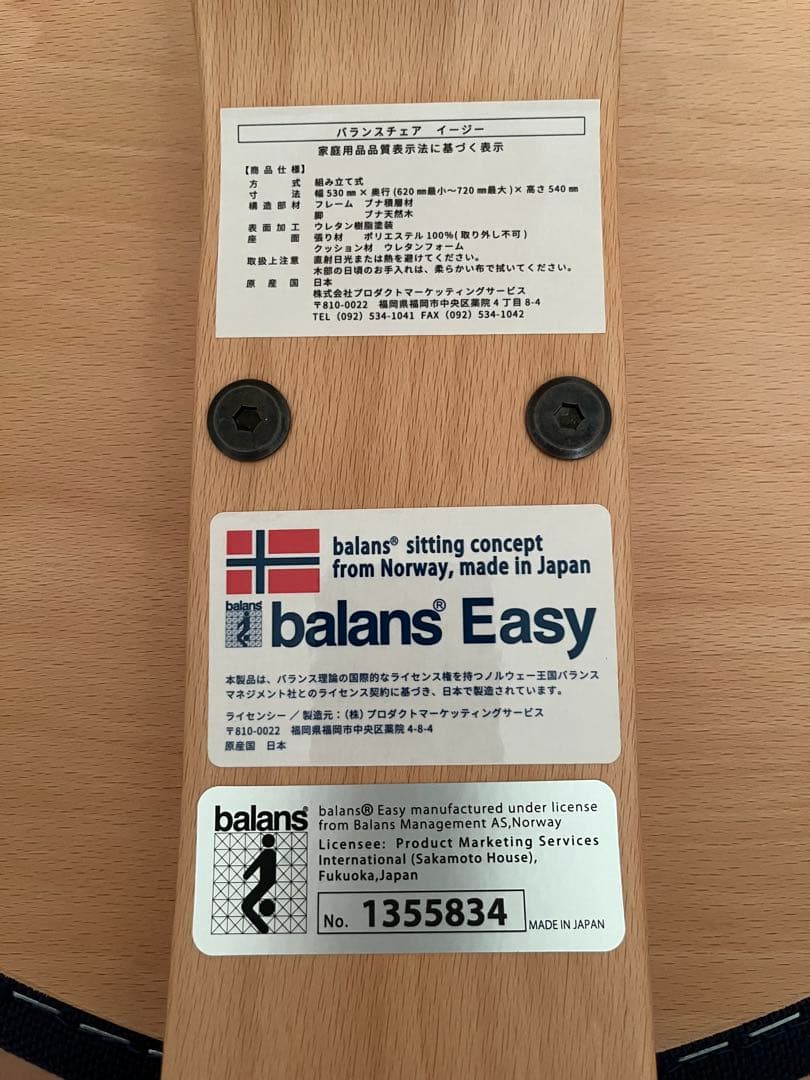 バランスチェア イージー
家庭用品品質表示法に基づく表示
【商品仕様】
方式 組み立て式
寸法 幅530㎜×奥行(620㎜最小〜720㎜最大)×高さ540㎜
構造部材 フレーム ブナ積層材
脚 ブナ天然木
表面加工 ウレタン樹脂塗装
座面 張り材 ポリエステル100%(取り外し不可)
クッション材 ウレタンフォーム
取扱上注意 直射日光または熱を避けてください。
木部の日頃のお手入れは、柔らかい布で拭いてください。
原産国 日本
株式会社プロダクトマーケッティングサービス
〒810-0022 福岡県福岡市中央区薬院4丁目8-4
TEL (092) 534-1041 FAX (092) 534-1042
balans® sitting concept
from Norway, made in Japan
balans
balans® Easy
本製品は、バランス理論の国際的なライセンス権を持つノルウェー王国バランス
マネジメント社とのライセンス契約に基づき、日本で製造されています。
ライセンシー／製造元：(株)プロダクトマーケッティングサービス
〒810-0022 福岡県福岡市中央区薬院4-8-4
原産国 日本
balans®
balans® Easy manufactured under license
from Balans Management AS,Norway
Licensee: Product Marketing Services
International (Sakamoto House),
Fukuoka,Japan
No. 1355834
MADE IN JAPAN